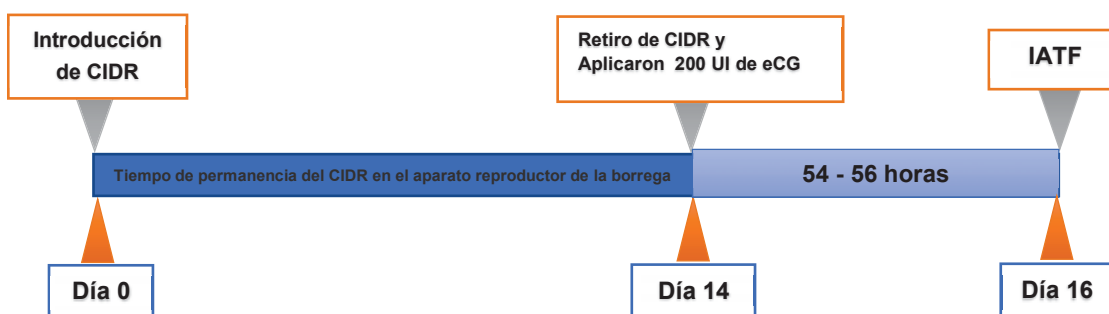 Introducción
de CIDR
Retiro de CIDR y
Aplicaron 200 UI de eCG
IATF
Tiempo de permanencia del CIDR en el aparato reproductor de la borrega
54 - 56 horas
Día 0
Día 14
Día 16